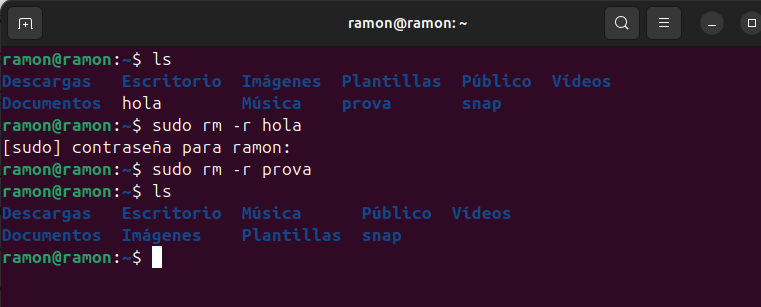 ramon@ramon: ~
ramon@ramon:~$ ls
Descargas Escritorio Imágenes Plantillas Público Vídeos
Documentos hola Música prova snap
ramon@ramon:~$ sudo rm -r hola
[sudo] contraseña para ramon:
ramon@ramon:~$ sudo rm -r prova
ramon@ramon:~$ ls
Descargas Escritorio Música Público Vídeos
Documentos Imágenes Plantillas snap
ramon@ramon:~$